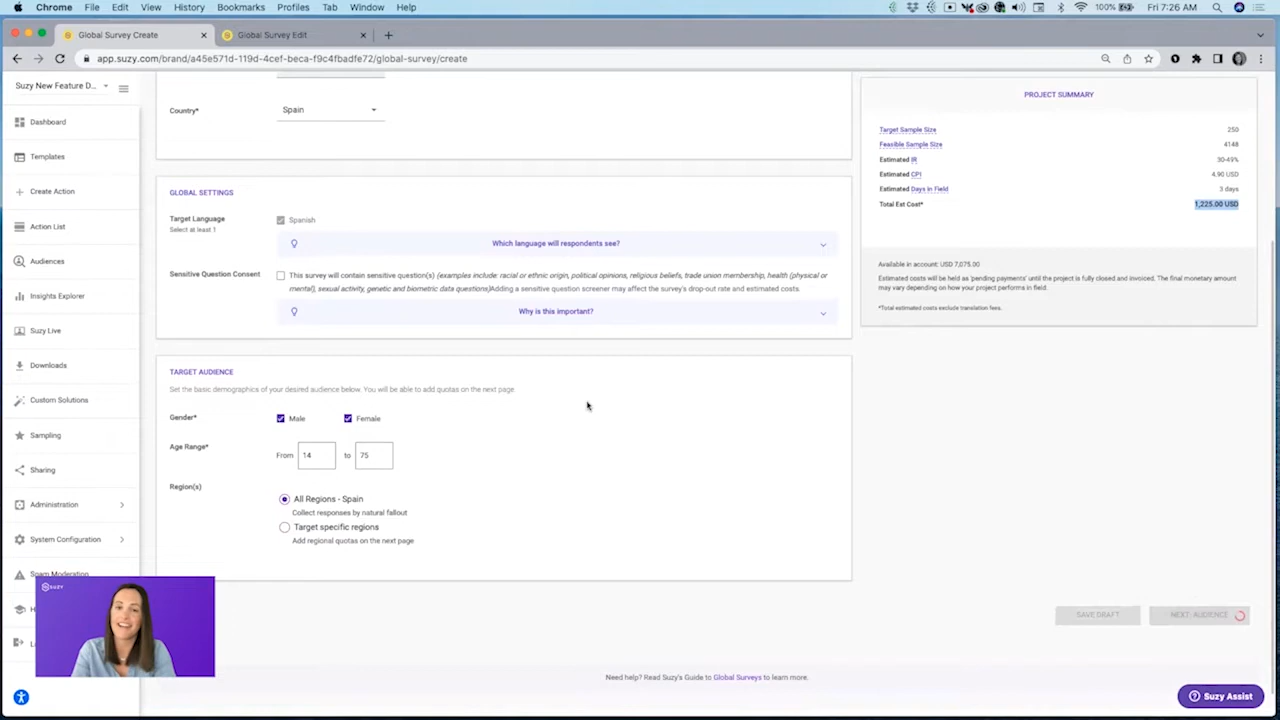 Chrome File Edit View History Bookmarks Profiles Tab Window Help
100% Fri 7:26 AM
Global Survey Create
Global Survey Edit
app.suzy.com/brand/a45e571d-119d-4cef-beca-f9c4fbadfe72/global-survey/create
Suzy New Feature D...
Dashboard
Templates
Create Action
Action List
Audiences
Insights Explorer
Suzy Live
Downloads
Custom Solutions
Sampling
Sharing
Administration
System Configuration
Spam Moderation
SUZY
Country*
Spain
GLOBAL SETTINGS
Target Language
Select at least 1
Spanish
Which language will respondents see?
Sensitive Question Consent
This survey will contain sensitive question(s) (examples include: racial or ethnic origin, political opinions, religious beliefs, trade union membership, health (physical or
mental), sexual activity, genetic and biometric data questions)Adding a sensitive question screener may affect the survey's drop-out rate and estimated costs.
Why is this important?
TARGET AUDIENCE
Set the basic demographics of your desired audience below. You will be able to add quotas on the next page.
Gender*
Male
Female
Age Range*
From 14 to 75
Region(s)
All Regions - Spain
Collect responses by natural fallout
Target specific regions
Add regional quotas on the next page
PROJECT SUMMARY
Target Sample Size 250
Feasible Sample Size 4148
Estimated IR 30-49%
Estimated CPI 4.90 USD
Estimated Days in Field 3 days
Total Est Cost* 1,225.00 USD
Available in account: USD 7,075.00
Estimated costs will be held as 'pending payments' until the project is fully closed and invoiced. The final monetary amount
may vary depending on how your project performs in field.
*Total estimated costs exclude translation fees.
SAVE DRAFT
NEXT: AUDIENCE
Need help? Read Suzy's Guide to Global Surveys to learn more.
Suzy Assist